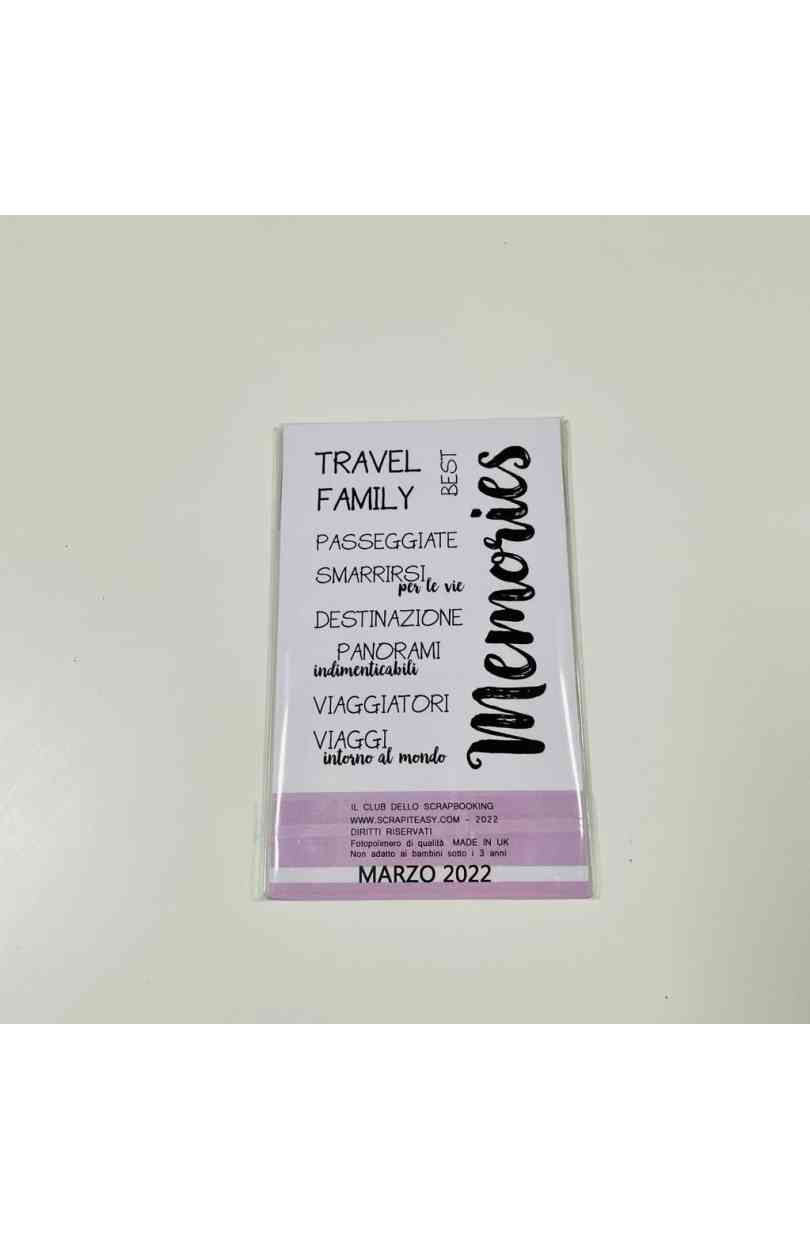 TRAVEL
FAMILY
BEST
Memories
PASSEGGIATE
SMARRIRSI
per le vie
DESTINAZIONE
PANORAMI
indimenticabili
VIAGGIATORI
VIAGGI
intorno al mondo
IL CLUB DELLO SCRAPBOOKING
WWW.SCRAPITEASY.COM - 2022
DIRITTI RISERVATI
Fotopolimero di qualità MADE IN UK
Non adatto ai bambini sotto i 3 anni
MARZO 2022